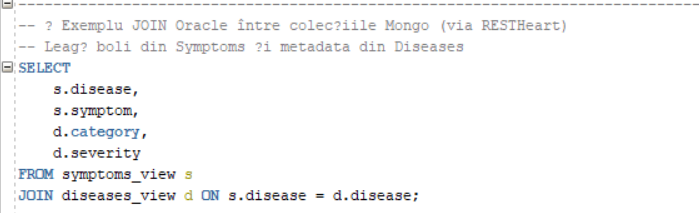 -- ? Exemplu JOIN Oracle între colec?iile Mongo (via RESTHeart)
-- Leag? boli din Symptoms ?i metadata din Diseases
SELECT
s.disease,
s.symptom,
d.category,
d.severity
FROM symptoms_view s
JOIN diseases_view d ON s.disease = d.disease;